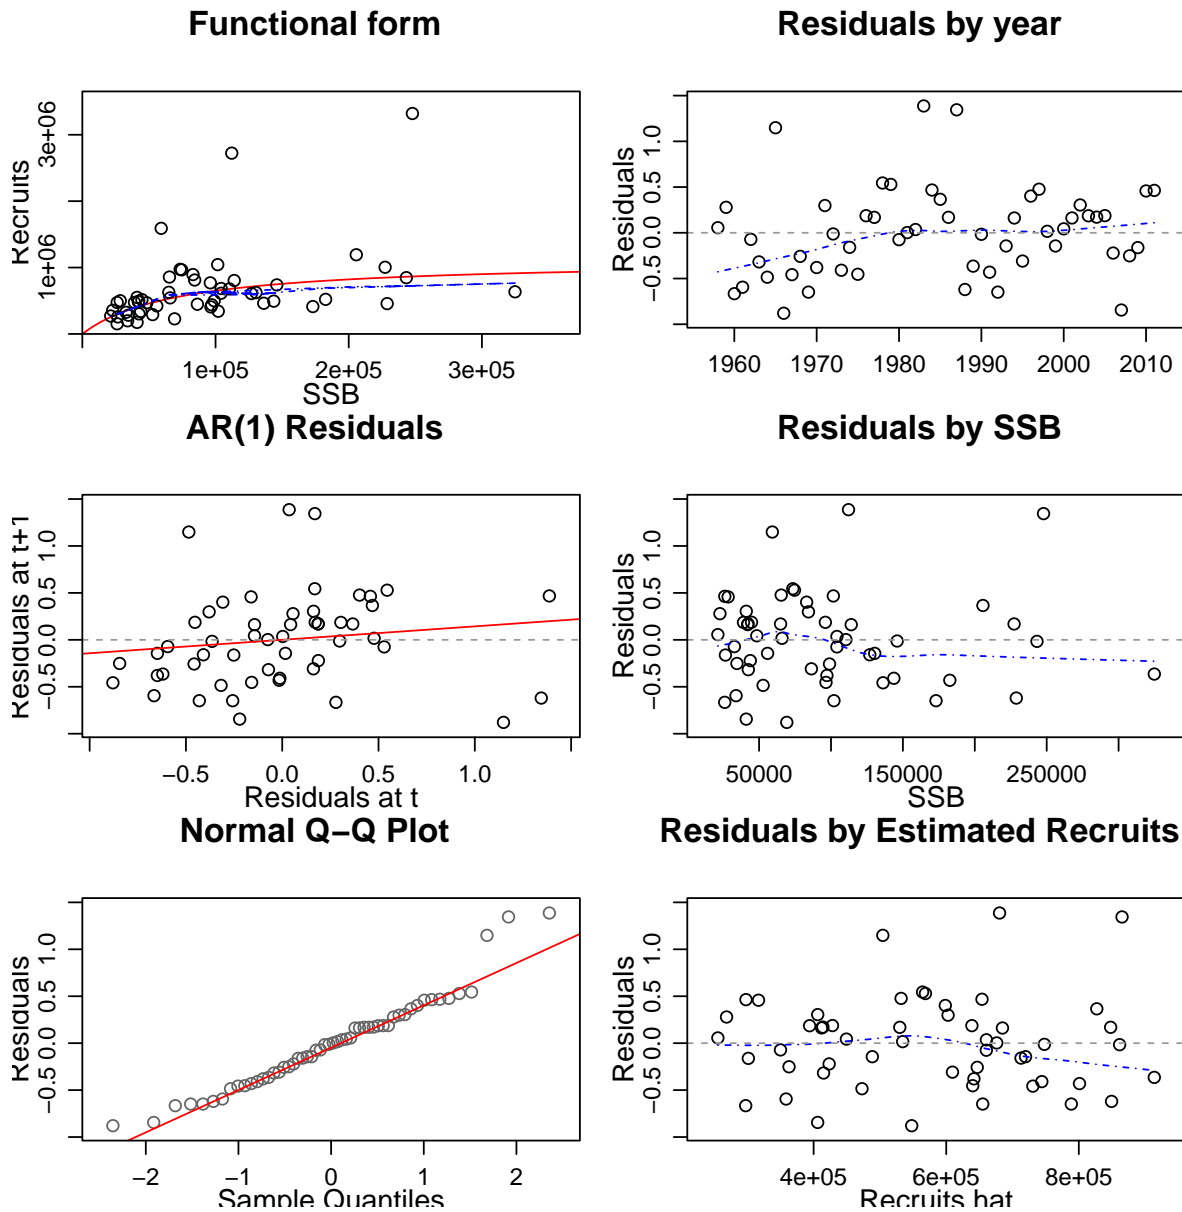 Functional form
Recruits
1e+06 3e+06
1e+05 2e+05 3e+05
SSB
Residuals by year
Residuals
−0.5 0.0 0.5 1.0
1960 1970 1980 1990 2000 2010
AR(1) Residuals
Residuals at t+1
−0.5 0.0 0.5 1.0
−0.5 0.0 0.5 1.0
Residuals at t
Residuals by SSB
Residuals
−0.5 0.0 0.5 1.0
50000 150000 250000
SSB
Normal Q−Q Plot
Residuals
−0.5 0.0 0.5 1.0
−2 −1 0 1 2
Sample Quantiles
Residuals by Estimated Recruits
Residuals
−0.5 0.0 0.5 1.0
4e+05 6e+05 8e+05
Recruits hat